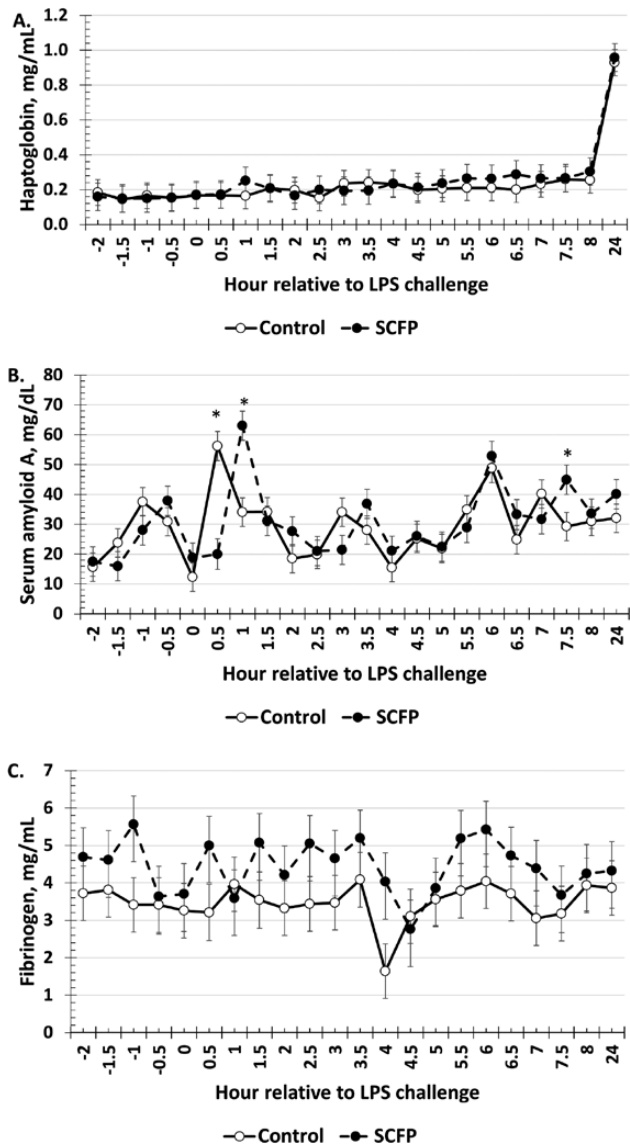 A.
Haptoglobin, mg/mL
1.2
1.0
0.8
0.6
0.4
0.2
0.0
-2 -1.5 -1 -0.5 0 0.5 1 1.5 2 2.5 3 3.5 4 4.5 5 5.5 6 6.5 7 7.5 8 24
Hour relative to LPS challenge
Control SCFP
B.
Serum amyloid A, mg/dL
80
70
60
50
40
30
20
10
0
* * *
-2 -1.5 -1 -0.5 0 0.5 1 1.5 2 2.5 3 3.5 4 4.5 5 5.5 6 6.5 7 7.5 8 24
Hour relative to LPS challenge
Control SCFP
C.
Fibrinogen, mg/mL
7
6
5
4
3
2
1
0
-2 -1.5 -1 -0.5 0 0.5 1 1.5 2 2.5 3 3.5 4 4.5 5 5.5 6 6.5 7 7.5 8 24
Hour relative to LPS challenge
Control SCFP